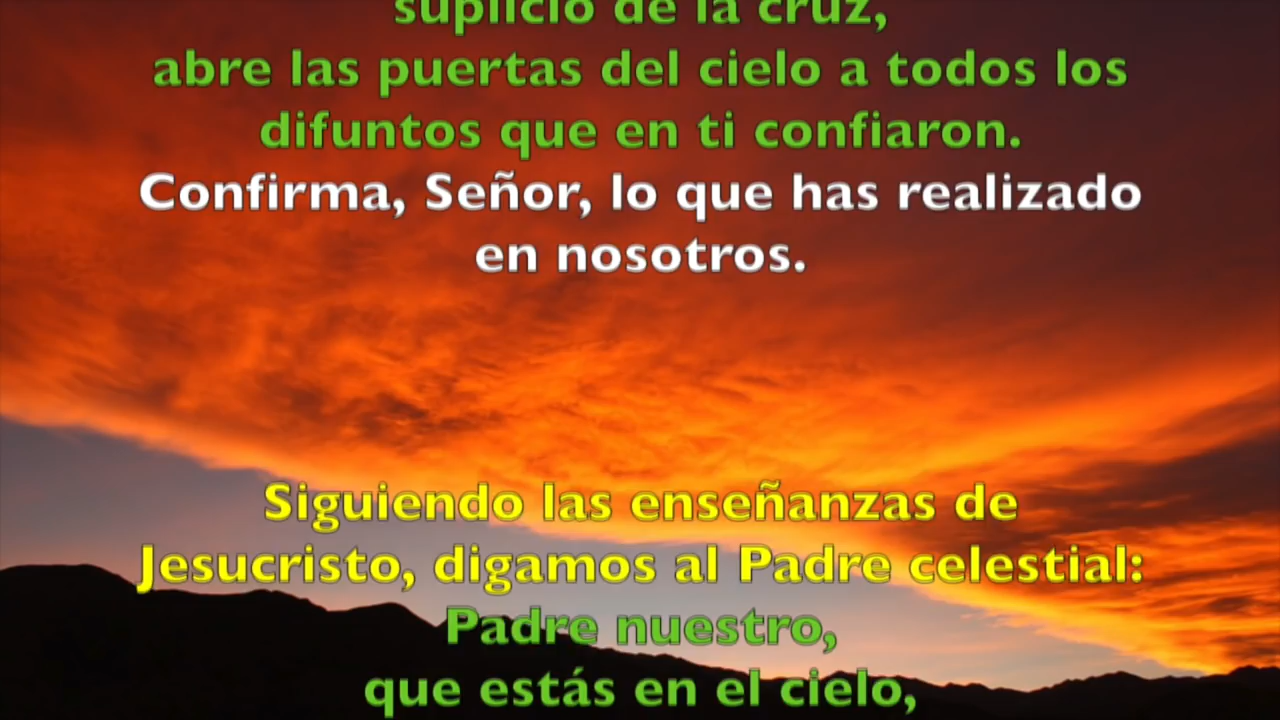 suplicio de la cruz,
abre las puertas del cielo a todos los
difuntos que en ti confiaron.
Confirma, Señor, lo que has realizado
en nosotros.
Siguiendo las enseñanzas de
Jesucristo, digamos al Padre celestial:
Padre nuestro,
que estás en el cielo,